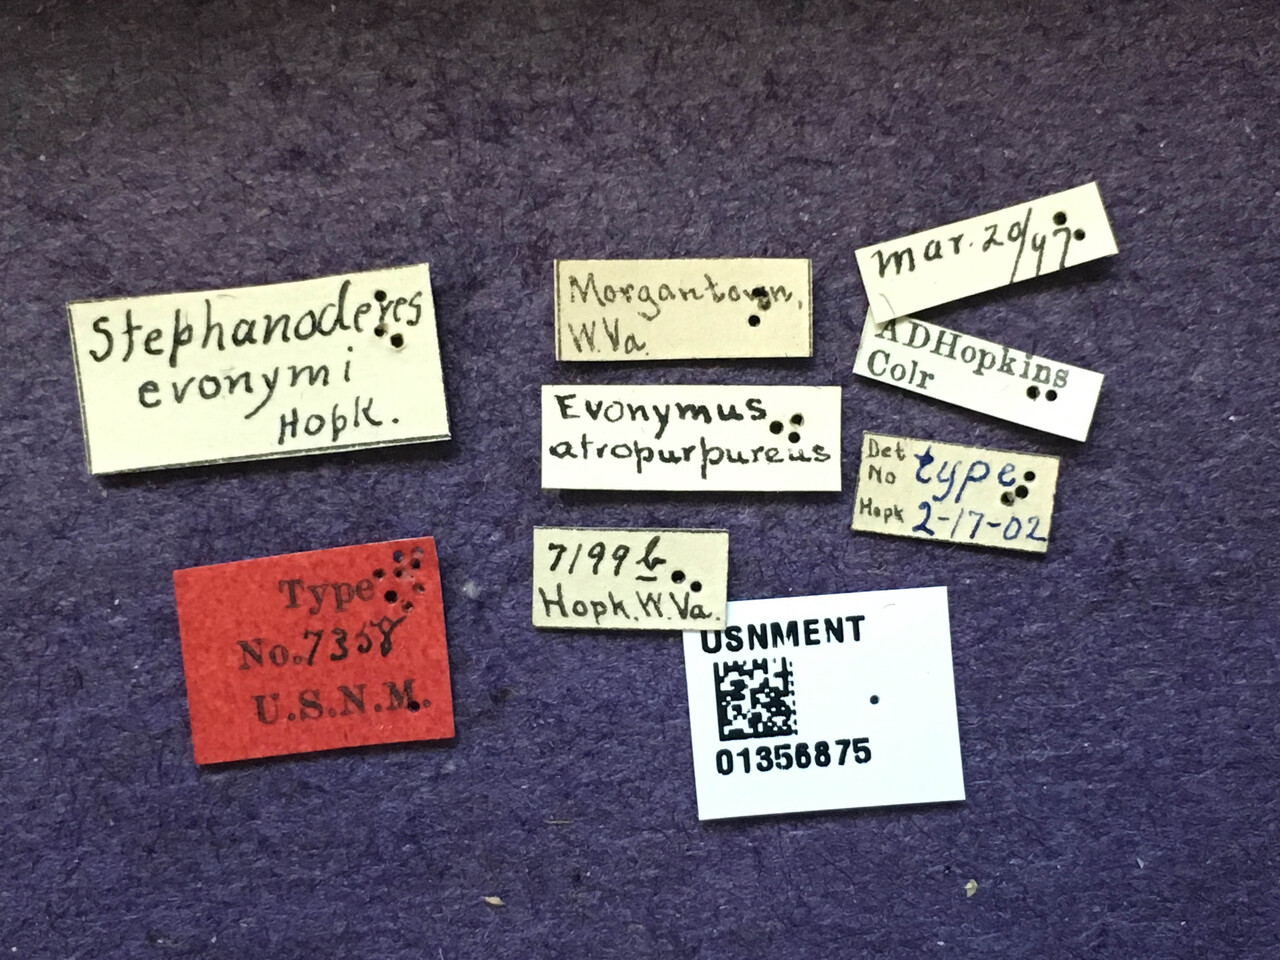 Stephanoderes
evonymi
Hopk.
Type
No.7358
U.S.N.M.
Morgantown,
W.Va.
Evonymus
atropurpureus
7199 b
Hopk.W.Va.
USNMENT
01356875
Mar. 20/97
ADHopkins
Colr
Det
No type
Hopk 2-17-02